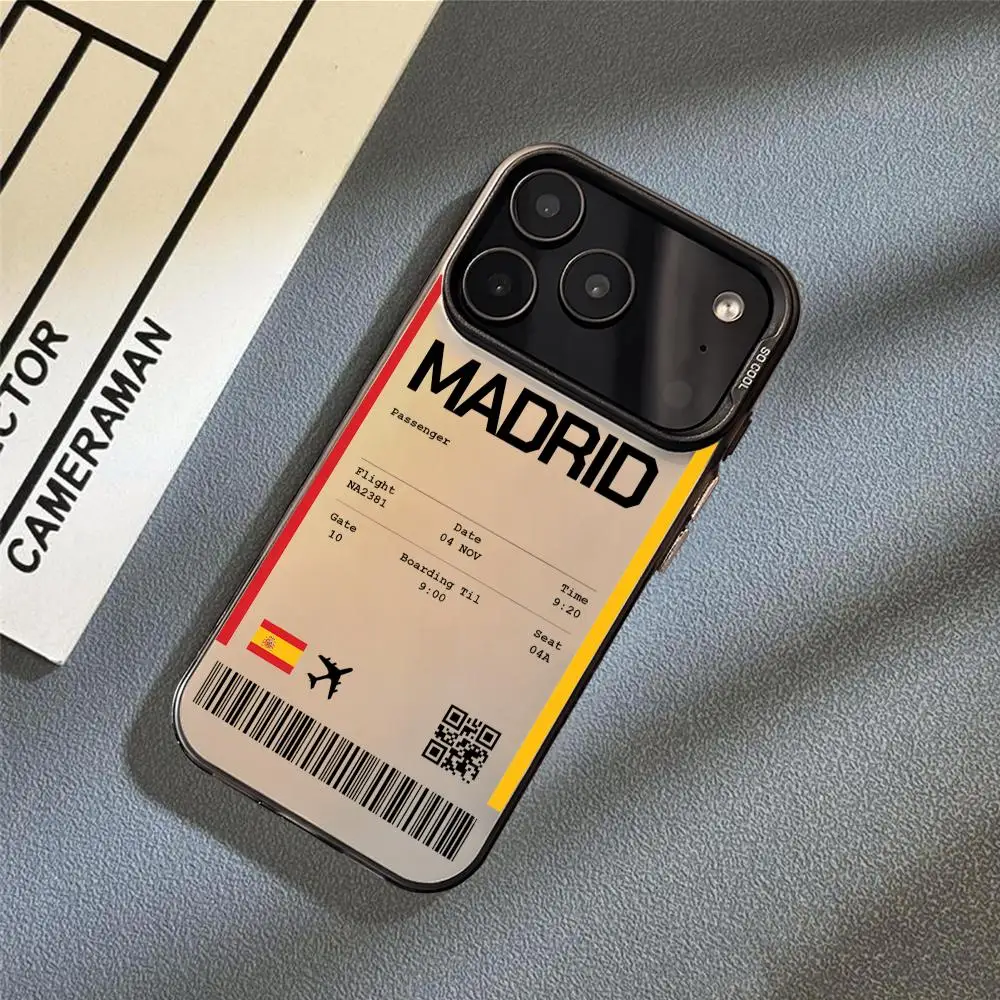 CTOR
CAMERAMAN
SO COOL
MADRID
Passenger
Flight
NA2381
Date
04 NOV
Time
9:20
Gate
10
Boarding Til
9:00
Seat
04A